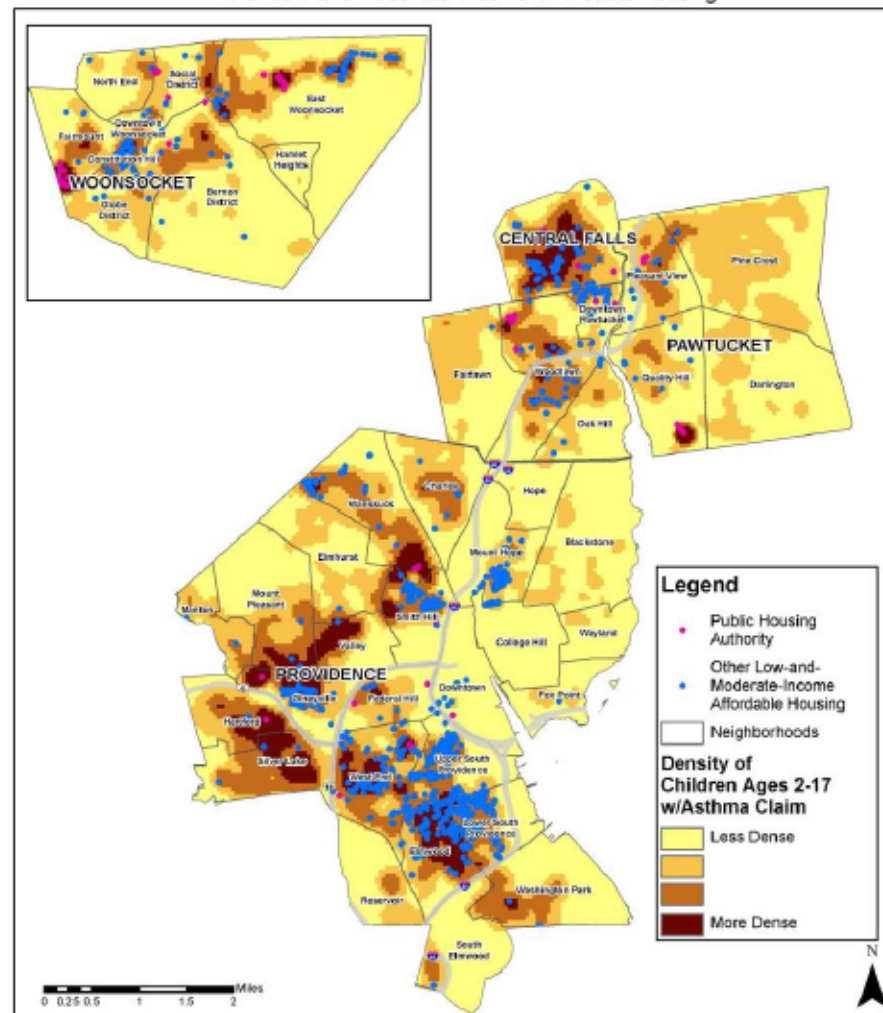 North End
Social
District
East
Woonsocket
Fairmount
Downtown
Woonsocket
Constitution Hill
Hamlet
Heights
WOONSOCKET
Bernon
District
Globe
District
CENTRAL FALLS
Pleasant View
Pine Crest
Downtown
Pawtucket
PAWTUCKET
Fairlawn
Woodlawn
Quality Hill
Darlington
Oak Hill
Charles
Wanskuck
Hope
Blackstone
Elmhurst
Mount Hope
Mount
Pleasant
Manton
Smith Hill
Valley
College Hill
Wayland
PROVIDENCE
Olneyville
Federal Hill
Downtown
Fox Point
Hartford
Silver Lake
West End
Upper South
Providence
Lower South
Providence
Elmwood
Reservoir
Washington Park
South
Elmwood
Legend
Public Housing
Authority
Other Low-and-
Moderate-Income
Affordable Housing
Neighborhoods
Density of
Children Ages 2-17
w/Asthma Claim
Less Dense
More Dense
N
Miles
0 0.25 0.5 1 1.5 2